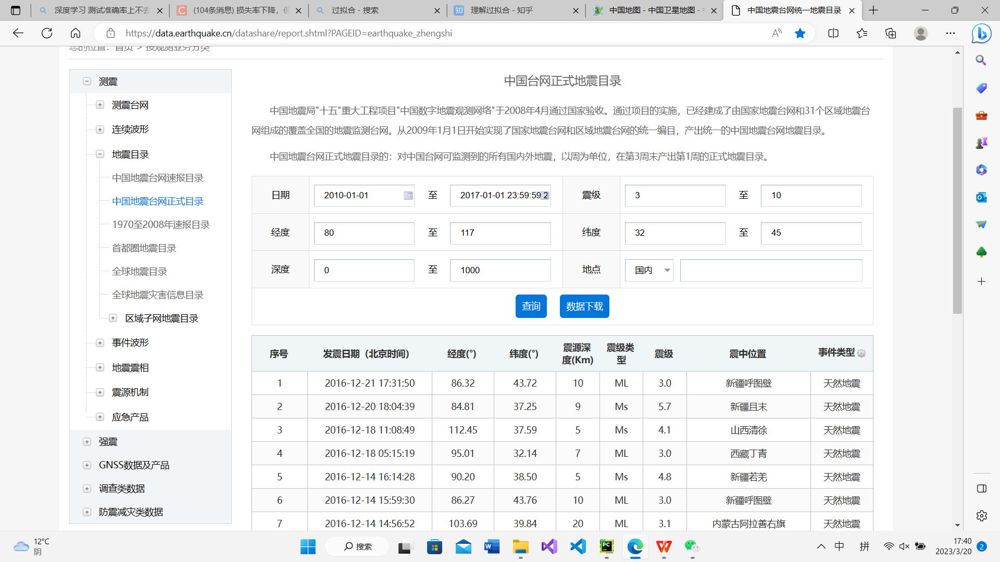 深度学习 测试准确率上不去
(104条消息) 损失率下降，但
过拟合 - 搜索
理解过拟合 - 知乎
中国地图 - 中国卫星地图 -
中国地震台网统一地震目录
https://data.earthquake.cn/datashare/report.shtml?PAGEID=earthquake_zhengshi
您的位置：首页 > 按观测业务分类
测震
测震台网
连续波形
地震目录
中国地震台网速报目录
中国地震台网正式目录
1970至2008年速报目录
首都圈地震目录
全球地震目录
全球地震灾害信息目录
区域子网地震目录
事件波形
地震震相
震源机制
应急产品
强震
GNSS数据及产品
调查类数据
防震减灾类数据
中国台网正式地震目录
中国地震局"十五"重大工程项目"中国数字地震观测网络"于2008年4月通过国家验收。通过项目的实施，已经建成了由国家地震台网和31个区域地震台
网组成的覆盖全国的地震监测台网。从2009年1月1日开始实现了国家地震台网和区域地震台网的统一编目，产出统一的中国地震台网地震目录。
中国地震台网正式地震目录的：对中国台网可监测到的所有国内外地震，以周为单位，在第3周末产出第1周的正式地震目录。
日期 2010-01-01 至 2017-01-01 23:59:59 2 震级 3 至 10
经度 80 至 117 纬度 32 至 45
深度 0 至 1000 地点 国内
查询 数据下载
序号 发震日期（北京时间） 经度(°) 纬度(°) 震源深度(Km) 震级类型 震级 震中位置 事件类型
1 2016-12-21 17:31:50 86.32 43.72 10 ML 3.0 新疆呼图壁 天然地震
2 2016-12-20 18:04:39 84.81 37.25 9 Ms 5.7 新疆且末 天然地震
3 2016-12-18 11:08:49 112.45 37.59 5 Ms 4.1 山西清徐 天然地震
4 2016-12-18 05:15:19 95.01 32.14 7 ML 3.0 西藏丁青 天然地震
5 2016-12-14 16:14:28 90.20 38.50 5 Ms 4.8 新疆若羌 天然地震
6 2016-12-14 15:59:30 86.27 43.76 10 ML 3.0 新疆呼图壁 天然地震
7 2016-12-14 14:56:52 103.69 39.84 20 ML 3.1 内蒙古阿拉善右旗 天然地震
12°C
阴
搜索
中
拼
17:40
2023/3/20
2